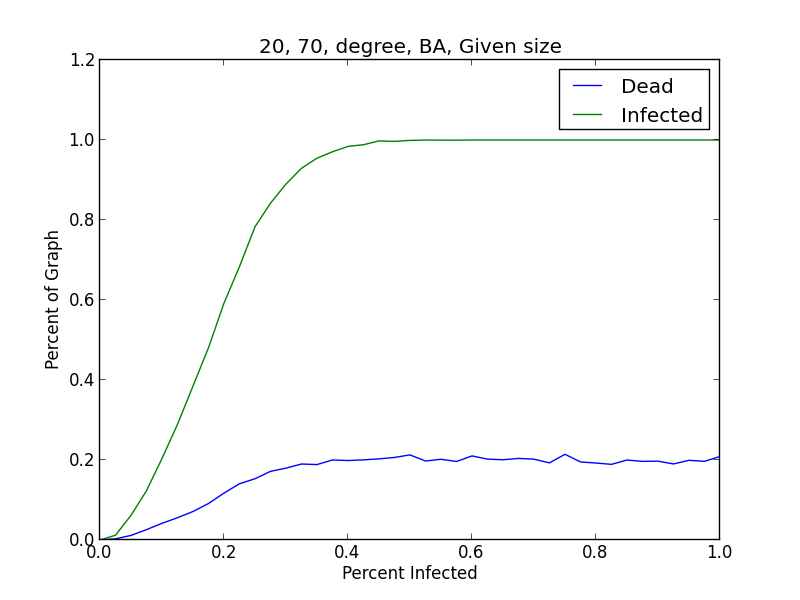 20, 70, degree, BA, Given size
1.2
1.0
0.8
0.6
0.4
0.2
0.0
Percent of Graph
Dead
Infected
0.0 0.2 0.4 0.6 0.8 1.0
Percent Infected